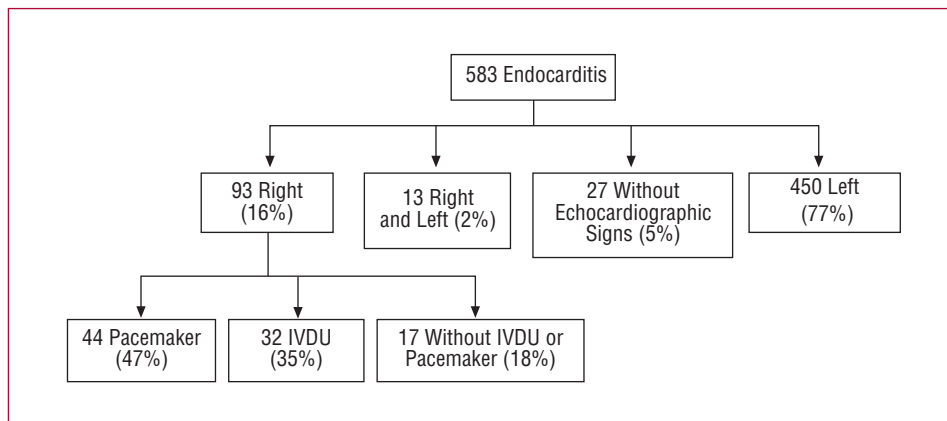 583 Endocarditis
93 Right
(16%)
13 Right
and Left (2%)
27 Without
Echocardiographic
Signs (5%)
450 Left
(77%)
44 Pacemaker
(47%)
32 IVDU
(35%)
17 Without IVDU or
Pacemaker (18%)